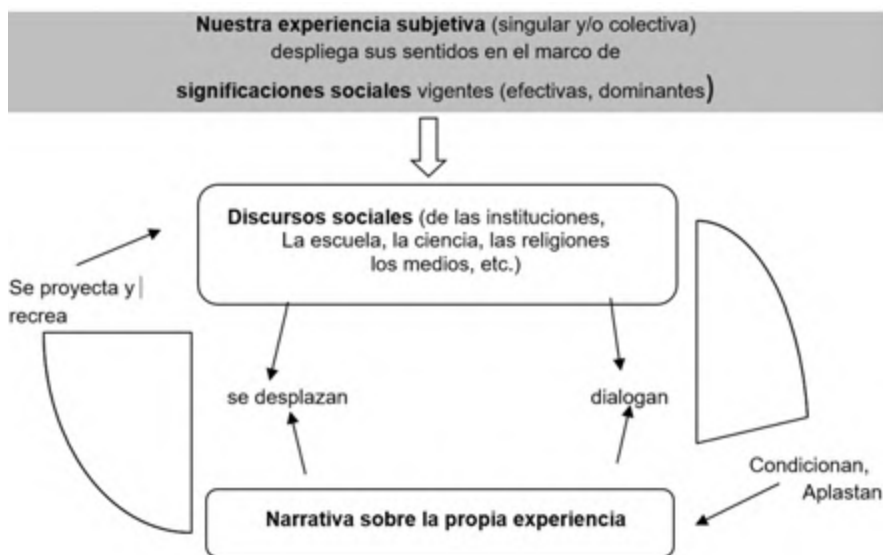 Nuestra experiencia subjetiva (singular y/o colectiva)
despliega sus sentidos en el marco de
significaciones sociales vigentes (efectivas, dominantes)
Discursos sociales (de las instituciones,
La escuela, la ciencia, las religiones
los medios, etc.)
Se proyecta y
recrea
se desplazan
dialogan
Condicionan,
Aplastan
Narrativa sobre la propia experiencia